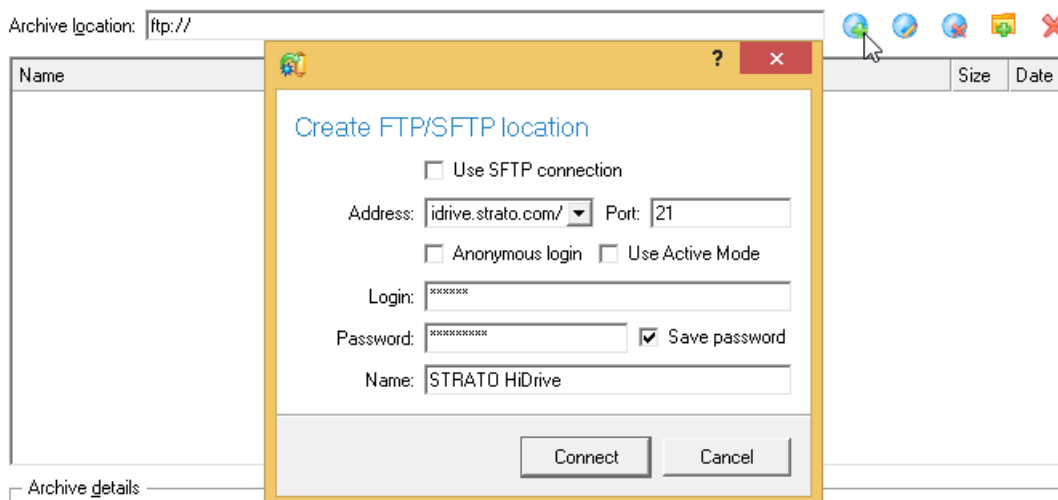 Archive location: ftp://
Name Size Date
?
Create FTP/SFTP location
Use SFTP connection
Address: idrive.strato.com/ Port: 21
Anonymous login Use Active Mode
Login: ******
Password: ********* Save password
Name: STRATO HiDrive
Connect Cancel
Archive details